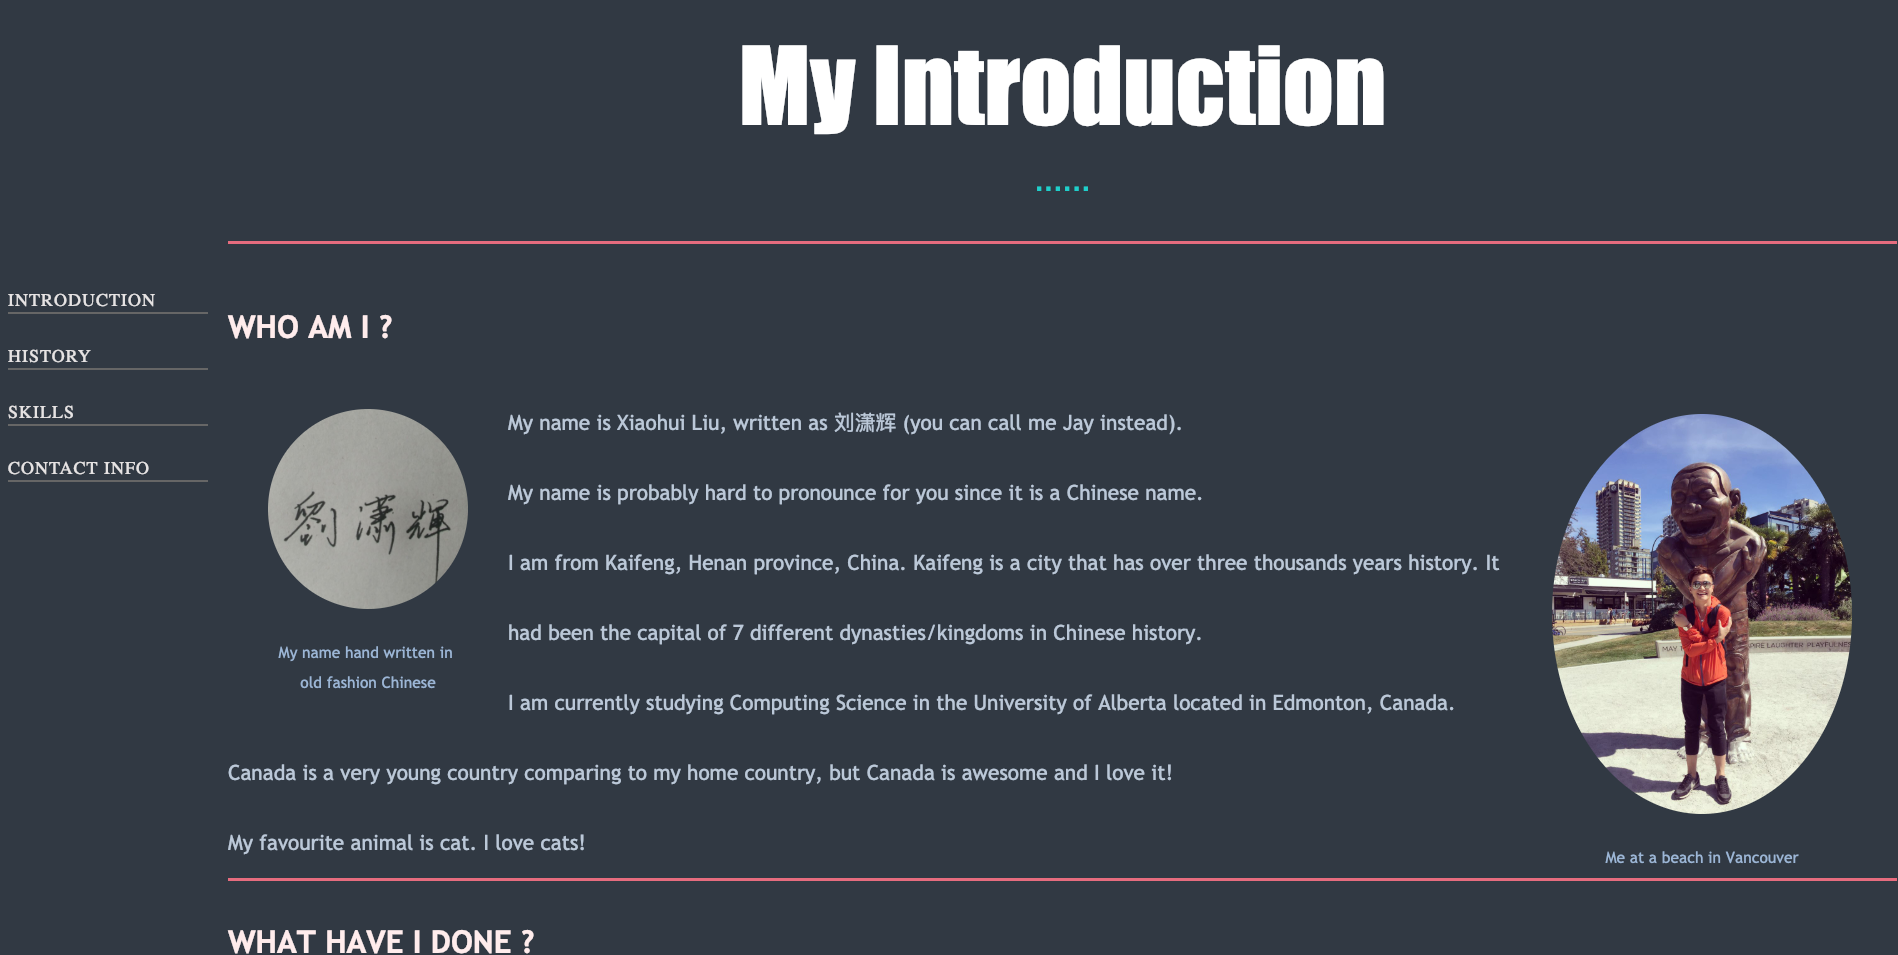 My Introduction
......
INTRODUCTION
HISTORY
SKILLS
CONTACT INFO
WHO AM I ?
劉瀟輝
My name hand written in
old fashion Chinese
My name is Xiaohui Liu, written as 刘潇辉 (you can call me Jay instead).
My name is probably hard to pronounce for you since it is a Chinese name.
I am from Kaifeng, Henan province, China. Kaifeng is a city that has over three thousands years history. It
had been the capital of 7 different dynasties/kingdoms in Chinese history.
I am currently studying Computing Science in the University of Alberta located in Edmonton, Canada.
Canada is a very young country comparing to my home country, but Canada is awesome and I love it!
My favourite animal is cat. I love cats!
MAY LAUGHTER PLAYFULNES
Me at a beach in Vancouver
WHAT HAVE I DONE ?